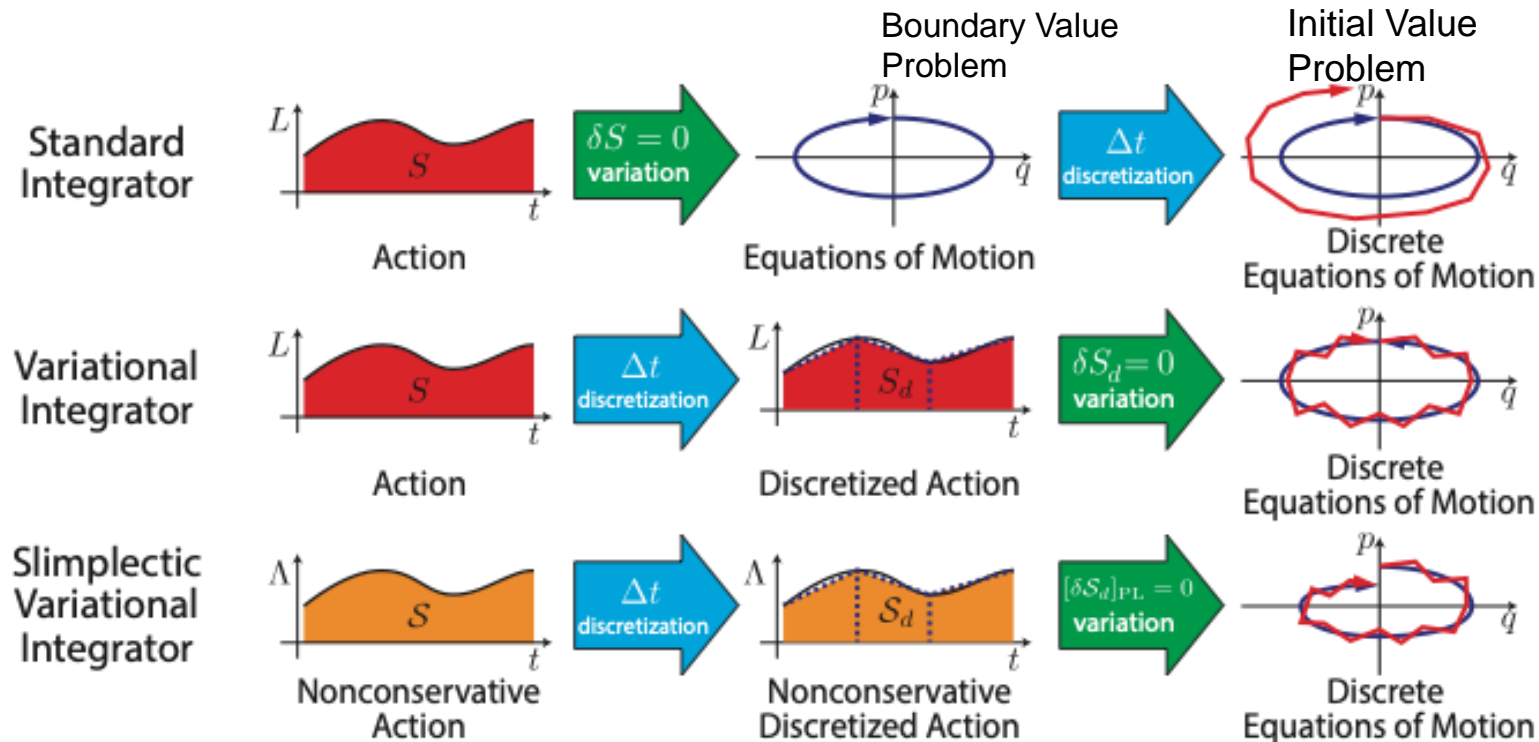 Boundary Value
Problem
Initial Value
Problem
Standard
Integrator
L
S
t
Action
δS = 0
variation
p
q
Equations of Motion
Δt
discretization
p
q
Discrete
Equations of Motion
Variational
Integrator
L
S
t
Action
Δt
discretization
L
S_d
t
Discretized Action
δS_d = 0
variation
p
q
Discrete
Equations of Motion
Slimplectic
Variational
Integrator
Λ
𝒮
t
Nonconservative
Action
Δt
discretization
Λ
𝒮_d
t
Nonconservative
Discretized Action
[δ𝒮_d]_PL = 0
variation
p
q
Discrete
Equations of Motion